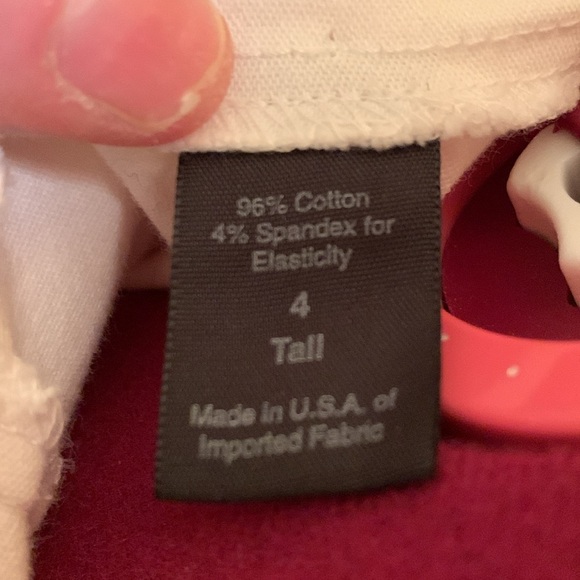 96% Cotton
4% Spandex for
Elasticity
4
Tall
Made in U.S.A. of
Imported Fabric